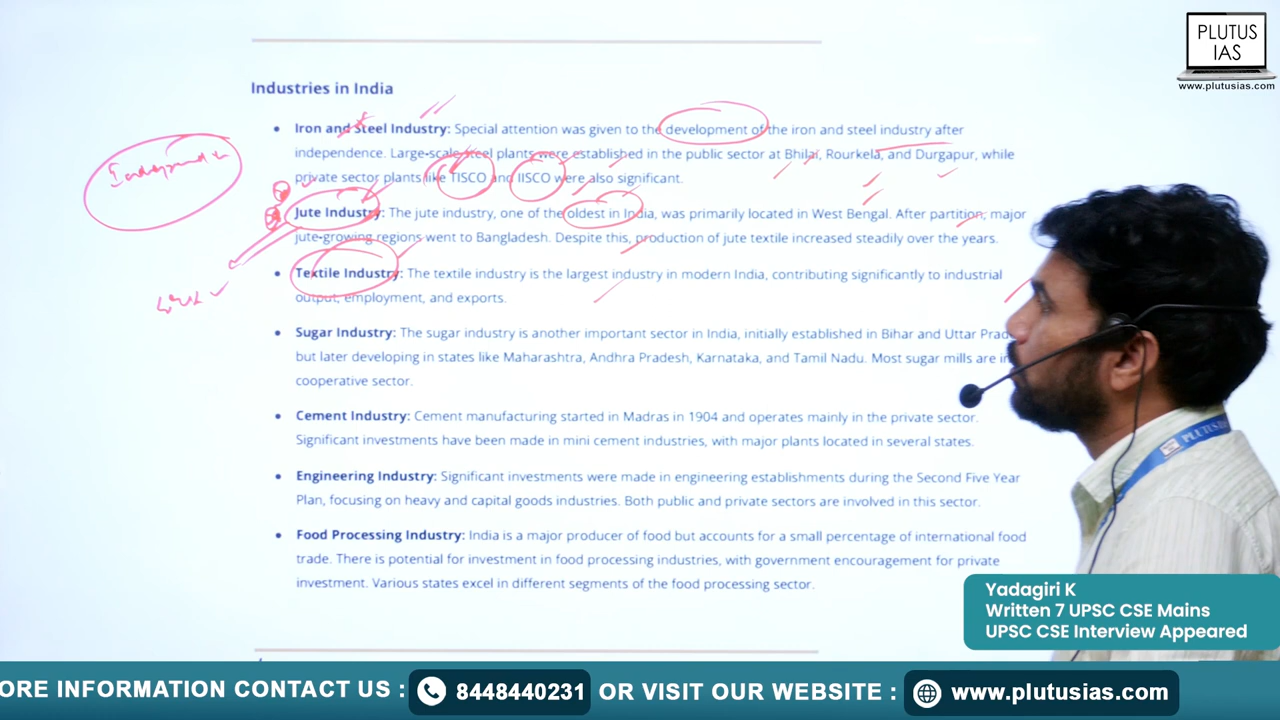 PLUTUS
IAS
www.plutusias.com
Industries in India
• Iron and Steel Industry: Special attention was given to the development of the iron and steel industry after
independence. Large-scale steel plants were established in the public sector at Bhilai, Rourkela, and Durgapur, while
private sector plants like TISCO and IISCO were also significant.
• Jute Industry: The jute industry, one of the oldest in India, was primarily located in West Bengal. After partition, major
jute-growing regions went to Bangladesh. Despite this, production of jute textile increased steadily over the years.
• Textile Industry: The textile industry is the largest industry in modern India, contributing significantly to industrial
output, employment, and exports.
• Sugar Industry: The sugar industry is another important sector in India, initially established in Bihar and Uttar Prad
but later developing in states like Maharashtra, Andhra Pradesh, Karnataka, and Tamil Nadu. Most sugar mills are in
cooperative sector.
• Cement Industry: Cement manufacturing started in Madras in 1904 and operates mainly in the private sector.
Significant investments have been made in mini cement industries, with major plants located in several states.
• Engineering Industry: Significant investments were made in engineering establishments during the Second Five Year
Plan, focusing on heavy and capital goods industries. Both public and private sectors are involved in this sector.
• Food Processing Industry: India is a major producer of food but accounts for a small percentage of international food
trade. There is potential for investment in food processing industries, with government encouragement for private
investment. Various states excel in different segments of the food processing sector.
PLUTUS
Yadagiri K
Written 7 UPSC CSE Mains
UPSC CSE Interview Appeared
ORE INFORMATION CONTACT US : 8448440231 OR VISIT OUR WEBSITE : www.plutusias.com